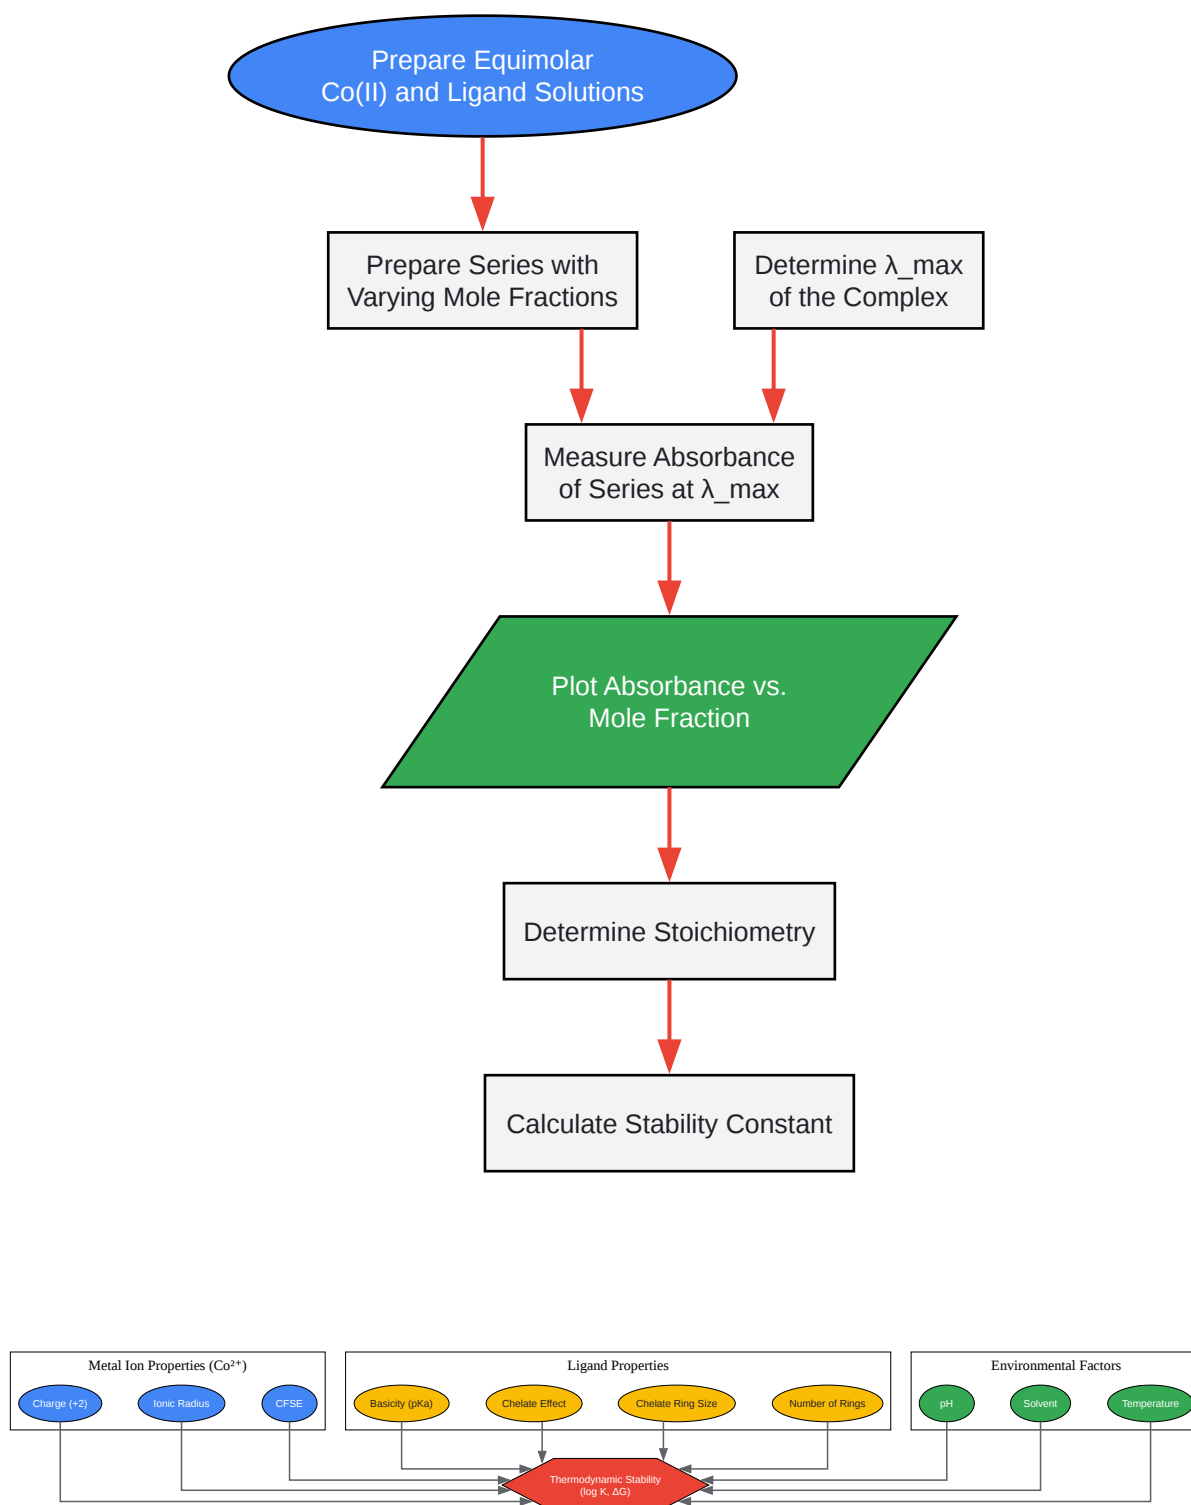 Prepare Equimolar
Co(II) and Ligand Solutions
Prepare Series with
Varying Mole Fractions
Determine λ_max
of the Complex
Measure Absorbance
of Series at λ_max
Plot Absorbance vs.
Mole Fraction
Determine Stoichiometry
Calculate Stability Constant
Metal Ion Properties (Co²⁺)
Charge (+2)
Ionic Radius
CFSE
Ligand Properties
Basicity (pKa)
Chelate Effect
Chelate Ring Size
Number of Rings
Environmental Factors
pH
Solvent
Temperature
Thermodynamic Stability
(log K, ΔG)